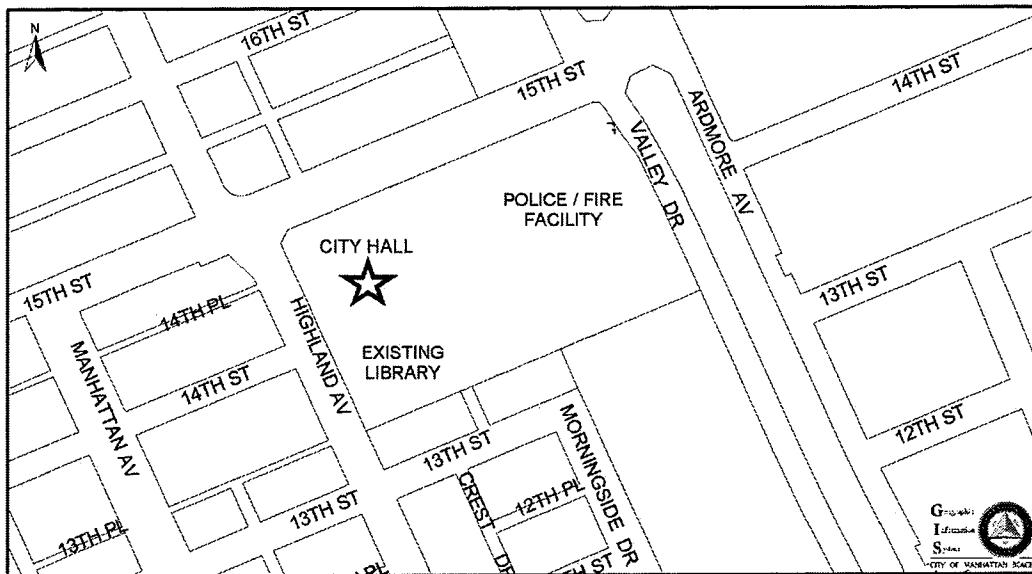 N
16TH ST
15TH ST
14TH ST
VALLEY DR
ARDMORE AV
POLICE / FIRE
FACILITY
CITY HALL
15TH ST
14TH PL
HIGHLAND AV
13TH ST
EXISTING
LIBRARY
MANHATTAN AV
14TH ST
12TH ST
13TH ST
MORNINGSIDE DR
CREST DR
12TH PL
13TH ST
13TH PL
G
Information
S
CITY OF MANHATTAN BEACH